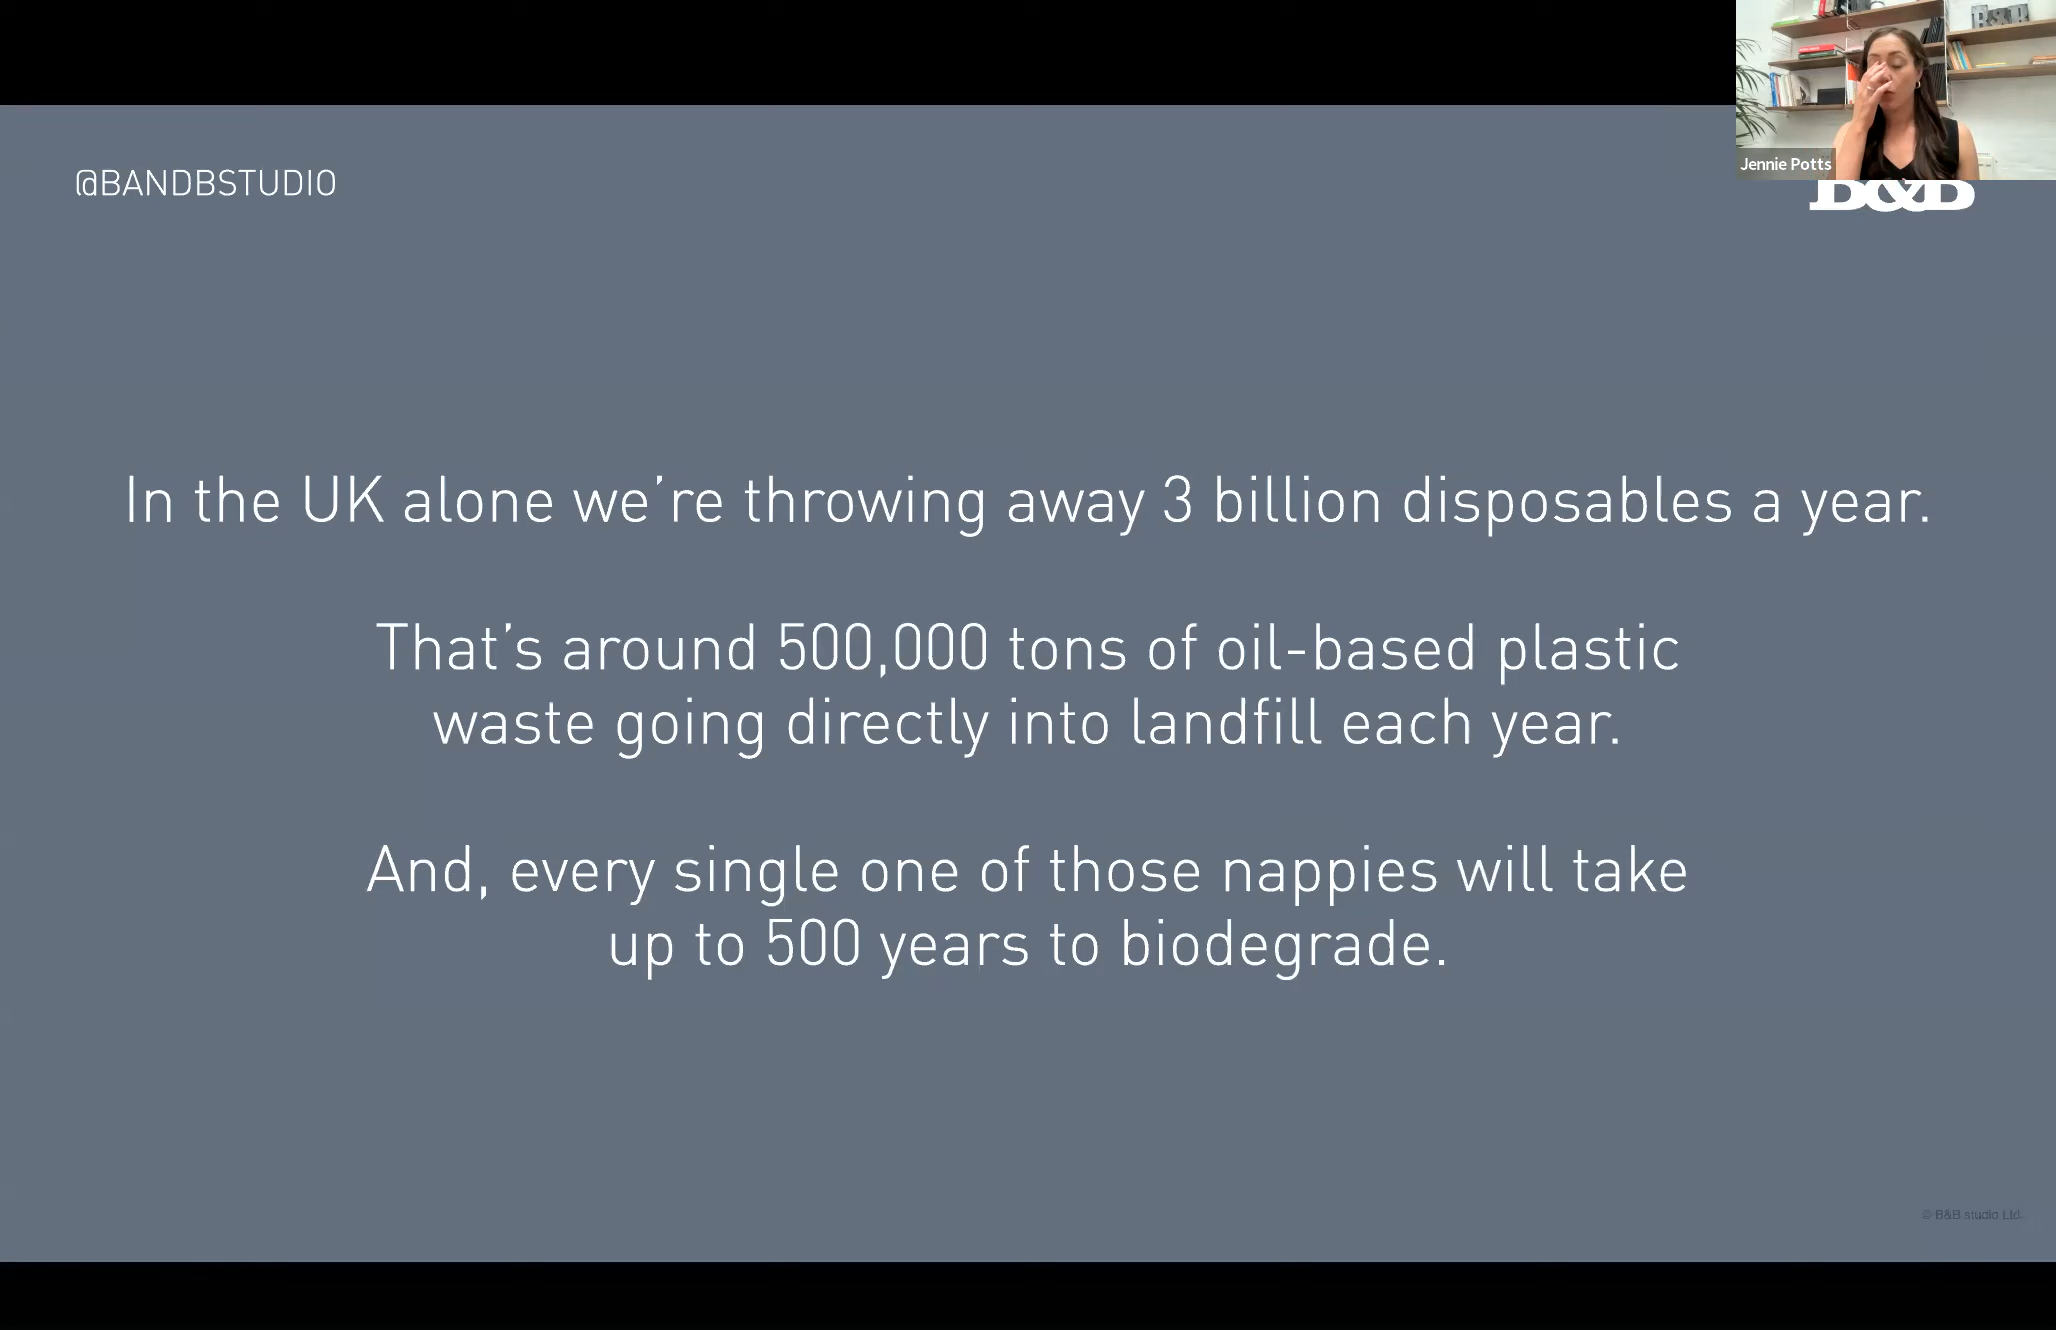 @BANDBSTUDIO
Jennie Potts
B&B
In the UK alone we’re throwing away 3 billion disposables a year.
That’s around 500,000 tons of oil-based plastic
waste going directly into landfill each year.
And, every single one of those nappies will take
up to 500 years to biodegrade.
© B&B studio Ltd.